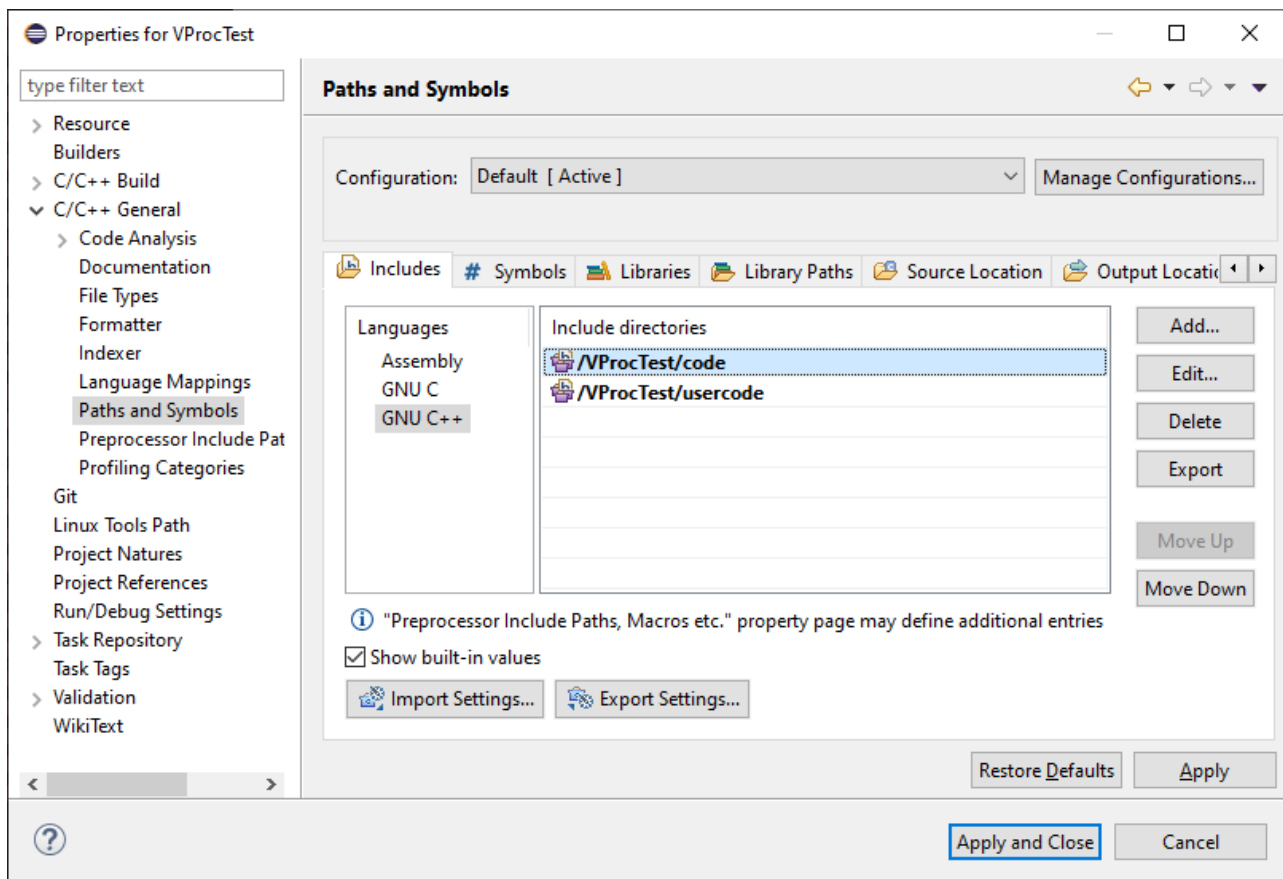 Properties for VProcTest
type filter text
Resource
Builders
C/C++ Build
C/C++ General
Code Analysis
Documentation
File Types
Formatter
Indexer
Language Mappings
Paths and Symbols
Preprocessor Include Pat
Profiling Categories
Git
Linux Tools Path
Project Natures
Project References
Run/Debug Settings
Task Repository
Task Tags
Validation
WikiText
Paths and Symbols
Configuration: Default [ Active ] Manage Configurations...
Includes # Symbols Libraries Library Paths Source Location Output Locatic
Languages
Assembly
GNU C
GNU C++
Include directories
/VProcTest/code
/VProcTest/usercode
Add...
Edit...
Delete
Export
Move Up
Move Down
"Preprocessor Include Paths, Macros etc." property page may define additional entries
Show built-in values
Import Settings... Export Settings...
Restore Defaults Apply
Apply and Close Cancel